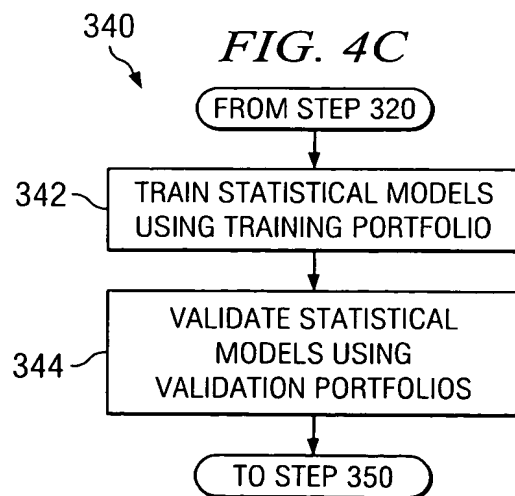 340
FIG. 4C
FROM STEP 320
342
TRAIN STATISTICAL MODELS
USING TRAINING PORTFOLIO
344
VALIDATE STATISTICAL
MODELS USING
VALIDATION PORTFOLIOS
TO STEP 350